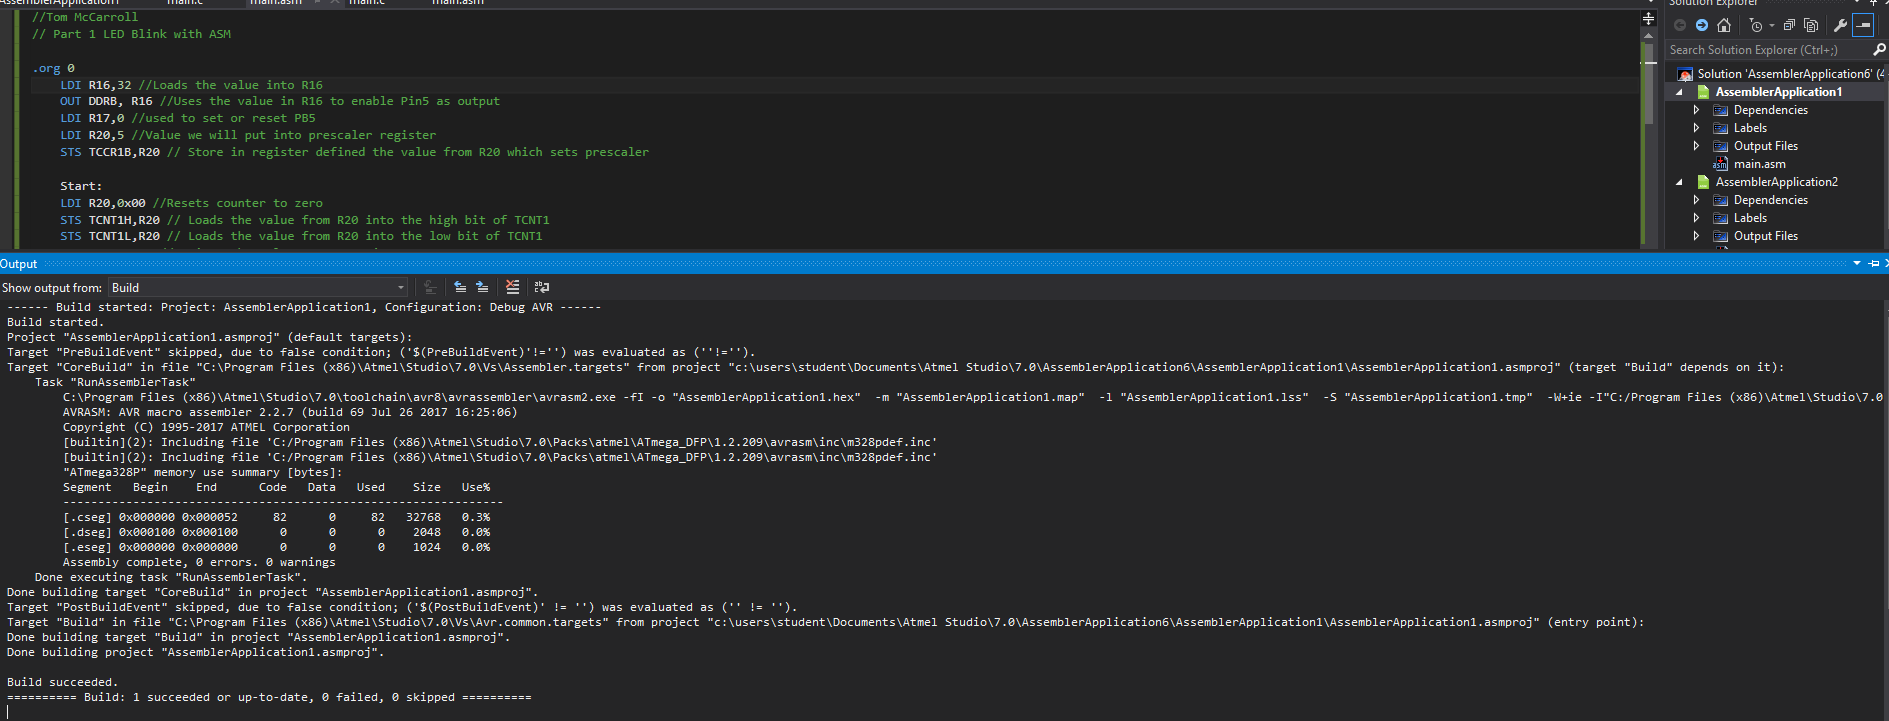 AssemblerApplication1 main.c main.asm main.c main.asm
//Tom McCarroll
// Part 1 LED Blink with ASM
.org 0
LDI R16,32 //Loads the value into R16
OUT DDRB, R16 //Uses the value in R16 to enable Pin5 as output
LDI R17,0 //used to set or reset PB5
LDI R20,5 //Value we will put into prescaler register
STS TCCR1B,R20 // Store in register defined the value from R20 which sets prescaler
Start:
LDI R20,0x00 //Resets counter to zero
STS TCNT1H,R20 // Loads the value from R20 into the high bit of TCNT1
STS TCNT1L,R20 // Loads the value from R20 into the low bit of TCNT1
Solution Explorer
Search Solution Explorer (Ctrl+;)
Solution 'AssemblerApplication6' (4
AssemblerApplication1
Dependencies
Labels
Output Files
main.asm
AssemblerApplication2
Dependencies
Labels
Output Files
Output
Show output from: Build
------ Build started: Project: AssemblerApplication1, Configuration: Debug AVR ------
Build started.
Project "AssemblerApplication1.asmproj" (default targets):
Target "PreBuildEvent" skipped, due to false condition; ('$(PreBuildEvent)'!='') was evaluated as (''!='').
Target "CoreBuild" in file "C:\Program Files (x86)\Atmel\Studio\7.0\Vs\Assembler.targets" from project "c:\users\student\Documents\Atmel Studio\7.0\AssemblerApplication6\AssemblerApplication1\AssemblerApplication1.asmproj" (target "Build" depends on it):
Task "RunAssemblerTask"
C:\Program Files (x86)\Atmel\Studio\7.0\toolchain\avr8\avrassembler\avrasm2.exe -fI -o "AssemblerApplication1.hex" -m "AssemblerApplication1.map" -l "AssemblerApplication1.lss" -S "AssemblerApplication1.tmp" -W+ie -I"C:/Program Files (x86)\Atmel\Studio\7.0
AVRASM: AVR macro assembler 2.2.7 (build 69 Jul 26 2017 16:25:06)
Copyright (C) 1995-2017 ATMEL Corporation
[builtin](2): Including file 'C:/Program Files (x86)\Atmel\Studio\7.0\Packs\atmel\ATmega_DFP\1.2.209\avrasm\inc\m328pdef.inc'
[builtin](2): Including file 'C:/Program Files (x86)\Atmel\Studio\7.0\Packs\atmel\ATmega_DFP\1.2.209\avrasm\inc\m328pdef.inc'
"ATmega328P" memory use summary [bytes]:
Segment Begin End Code Data Used Size Use%
---------------------------------------------------------------
[.cseg] 0x000000 0x000052 82 0 82 32768 0.3%
[.dseg] 0x000100 0x000100 0 0 0 2048 0.0%
[.eseg] 0x000000 0x000000 0 0 0 1024 0.0%
Assembly complete, 0 errors. 0 warnings
Done executing task "RunAssemblerTask".
Done building target "CoreBuild" in project "AssemblerApplication1.asmproj".
Target "PostBuildEvent" skipped, due to false condition; ('$(PostBuildEvent)' != '') was evaluated as ('' != '').
Target "Build" in file "C:\Program Files (x86)\Atmel\Studio\7.0\Vs\Avr.common.targets" from project "c:\users\student\Documents\Atmel Studio\7.0\AssemblerApplication6\AssemblerApplication1\AssemblerApplication1.asmproj" (entry point):
Done building target "Build" in project "AssemblerApplication1.asmproj".
Done building project "AssemblerApplication1.asmproj".
Build succeeded.
========== Build: 1 succeeded or up-to-date, 0 failed, 0 skipped ==========